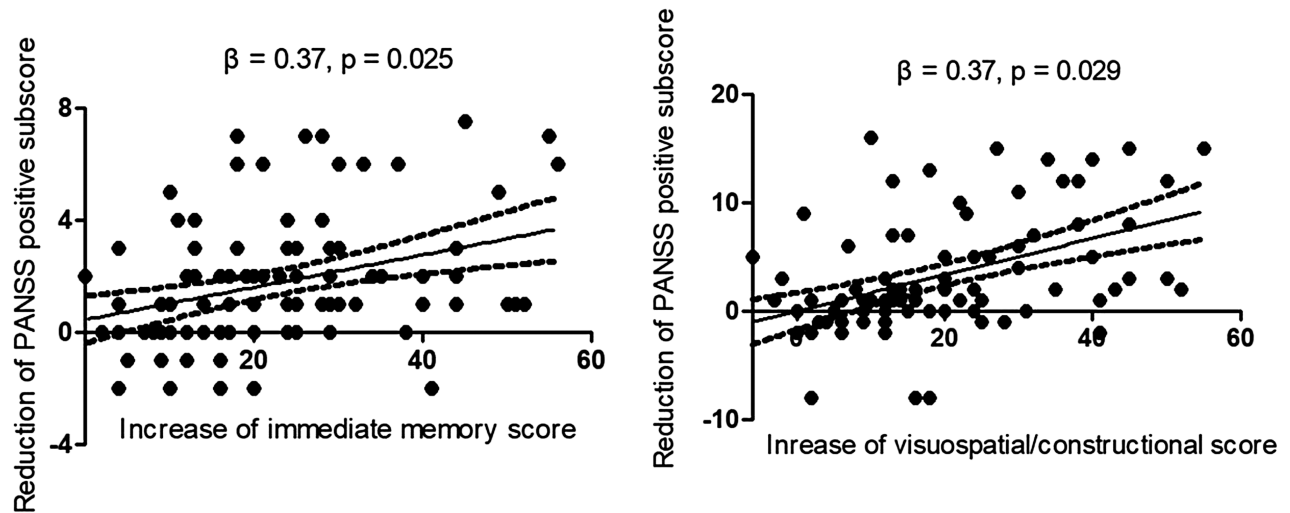 β = 0.37, p = 0.025
Reduction of PANSS positive subscore
8
4
0
-4
20
40
60
Increase of immediate memory score
β = 0.37, p = 0.029
Reduction of PANSS positive subscore
20
10
0
-10
0
20
40
60
Inrease of visuospatial/constructional score